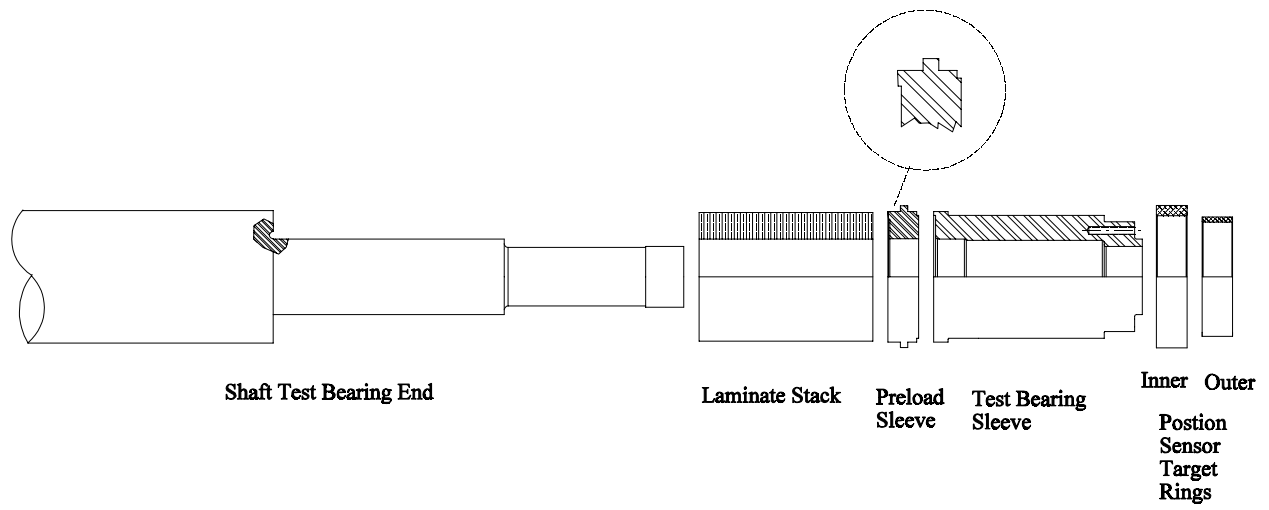 Shaft Test Bearing End
Laminate Stack
Preload
Sleeve
Test Bearing
Sleeve
Inner
Outer
Postion
Sensor
Target
Rings